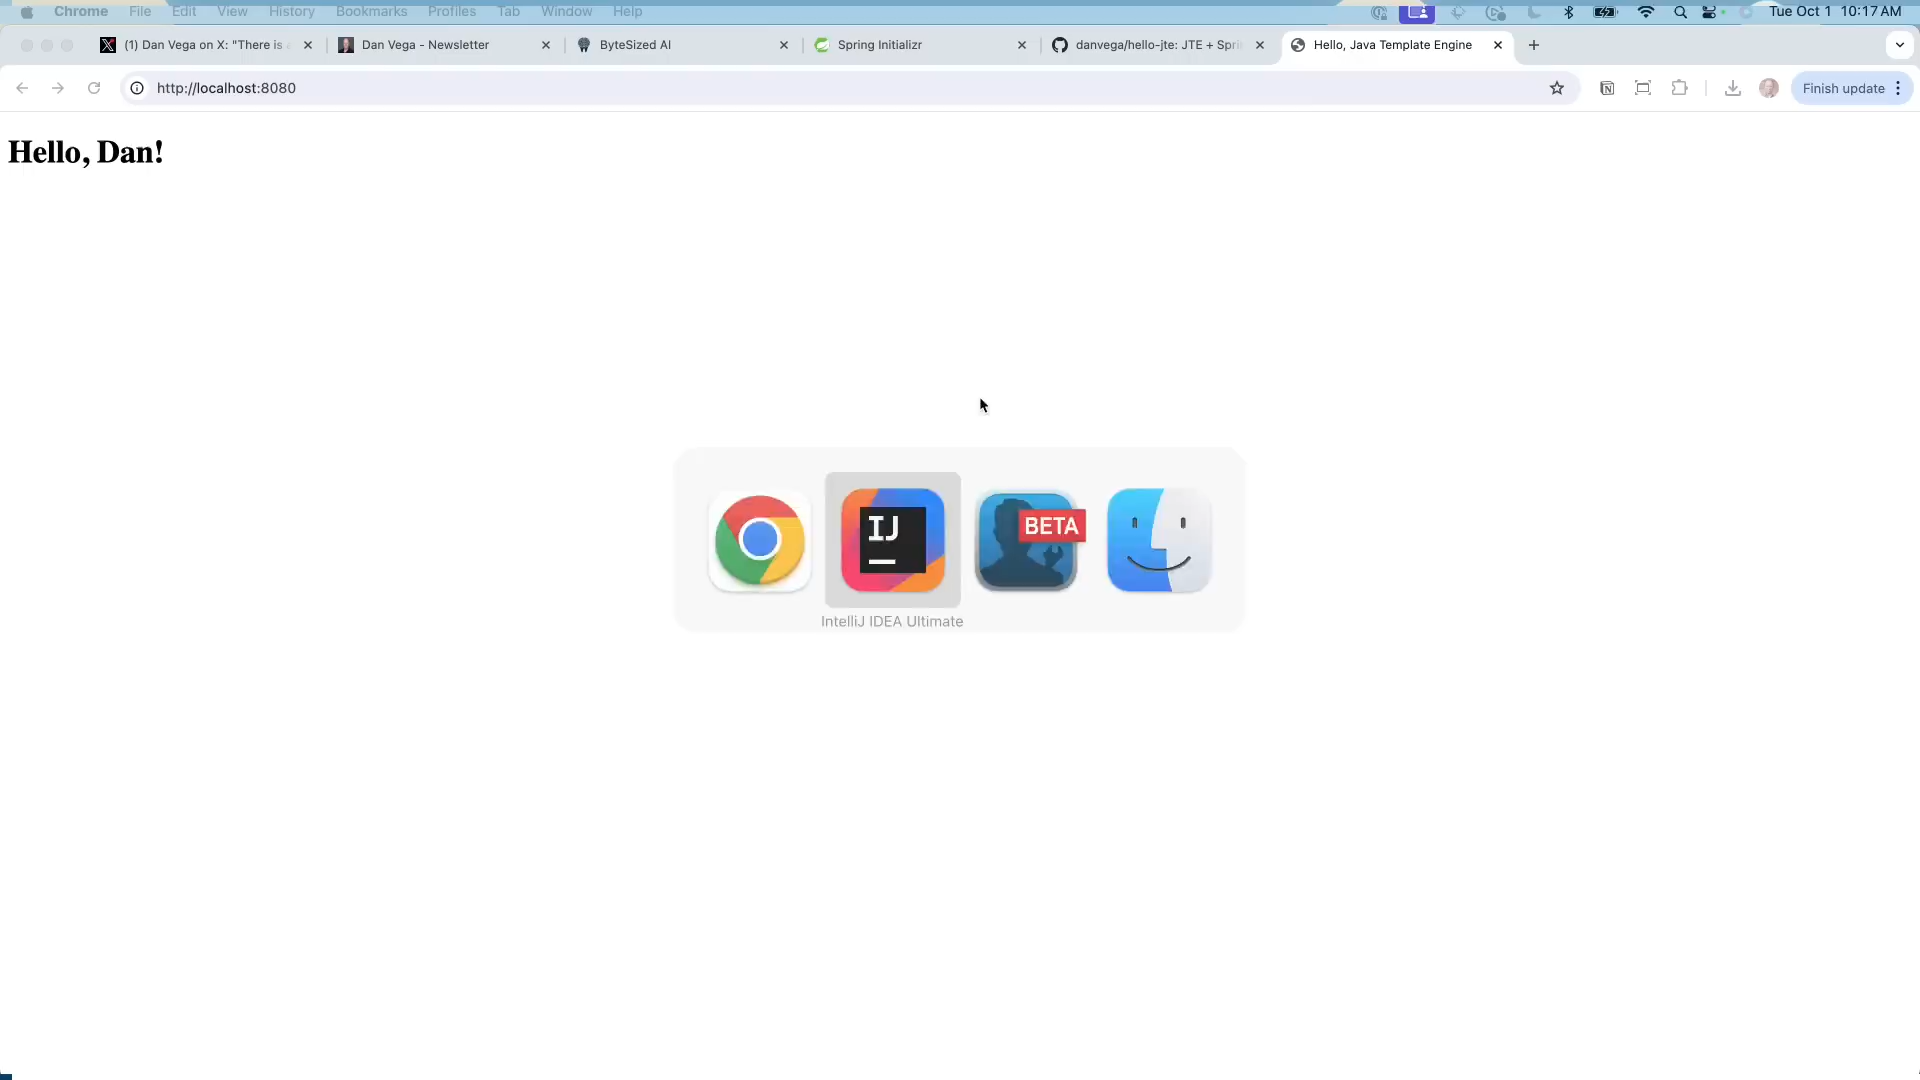 Chrome File Edit View History Bookmarks Profiles Tab Window Help Tue Oct 1 10:17 AM
(1) Dan Vega on X: "There is Dan Vega - Newsletter ByteSized AI Spring Initializr danvega/hello-jte: JTE + Spri Hello, Java Template Engine
http://localhost:8080 Finish update
Hello, Dan!
IJ
BETA
IntelliJ IDEA Ultimate